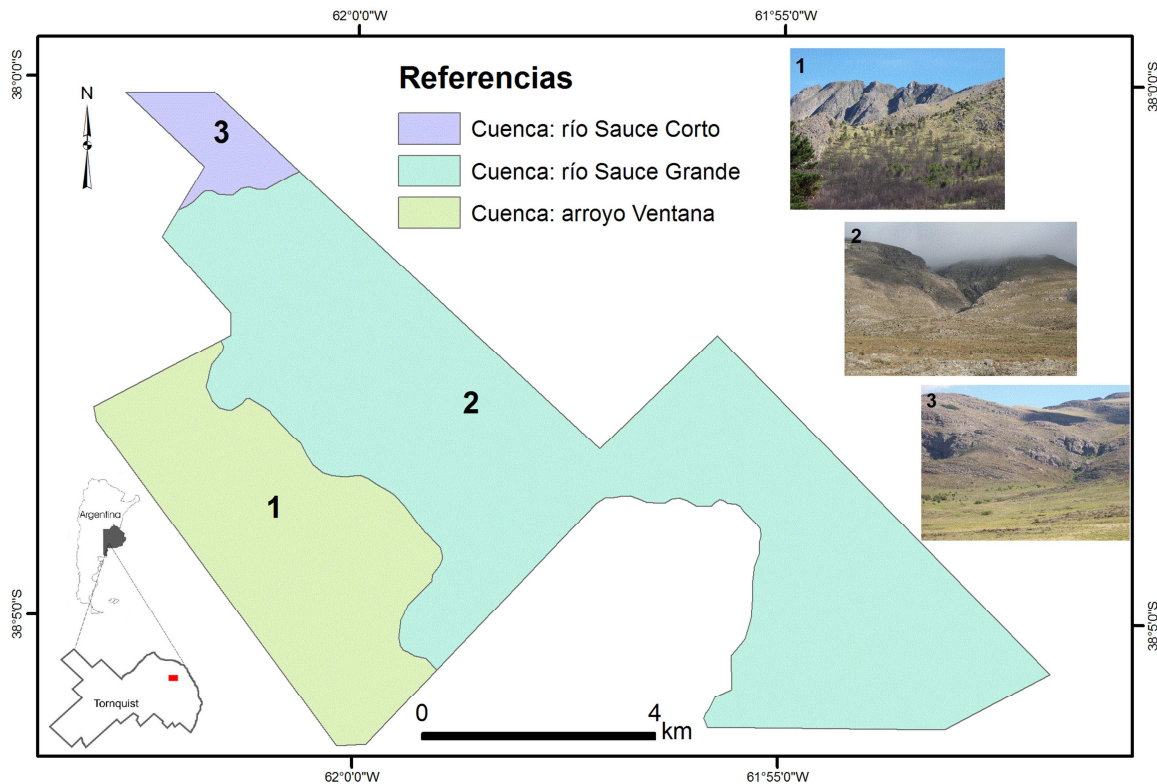 62°0'0"W
61°55'0"W
38°0'0"S
38°0'0"S
N
Referencias
Cuenca: río Sauce Corto
Cuenca: río Sauce Grande
Cuenca: arroyo Ventana
1
2
3
3
2
1
Argentina
Tornquist
38°5'0"S
38°5'0"S
0
4
km
62°0'0"W
61°55'0"W